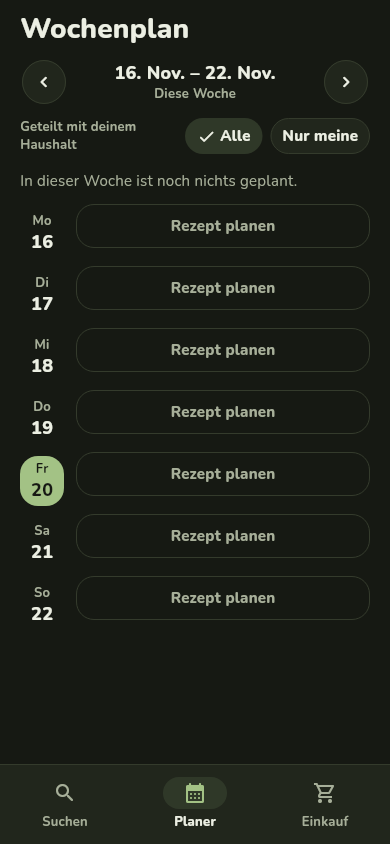 Wochenplan
16. Nov. – 22. Nov.
Diese Woche
Geteilt mit deinem
Haushalt
Alle
Nur meine
In dieser Woche ist noch nichts geplant.
Mo
16
Rezept planen
Di
17
Rezept planen
Mi
18
Rezept planen
Do
19
Rezept planen
Fr
20
Rezept planen
Sa
21
Rezept planen
So
22
Rezept planen
Suchen
Planer
Einkauf